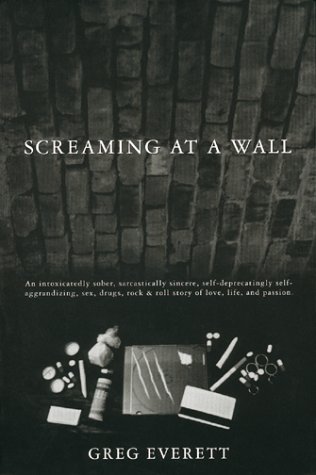 SCREAMING AT A WALL
An intoxicatedly sober, sarcastically sincere, self-deprecatingly self-
aggrandizing, sex, drugs, rock & roll story of love, life, and passion.
GREG EVERETT